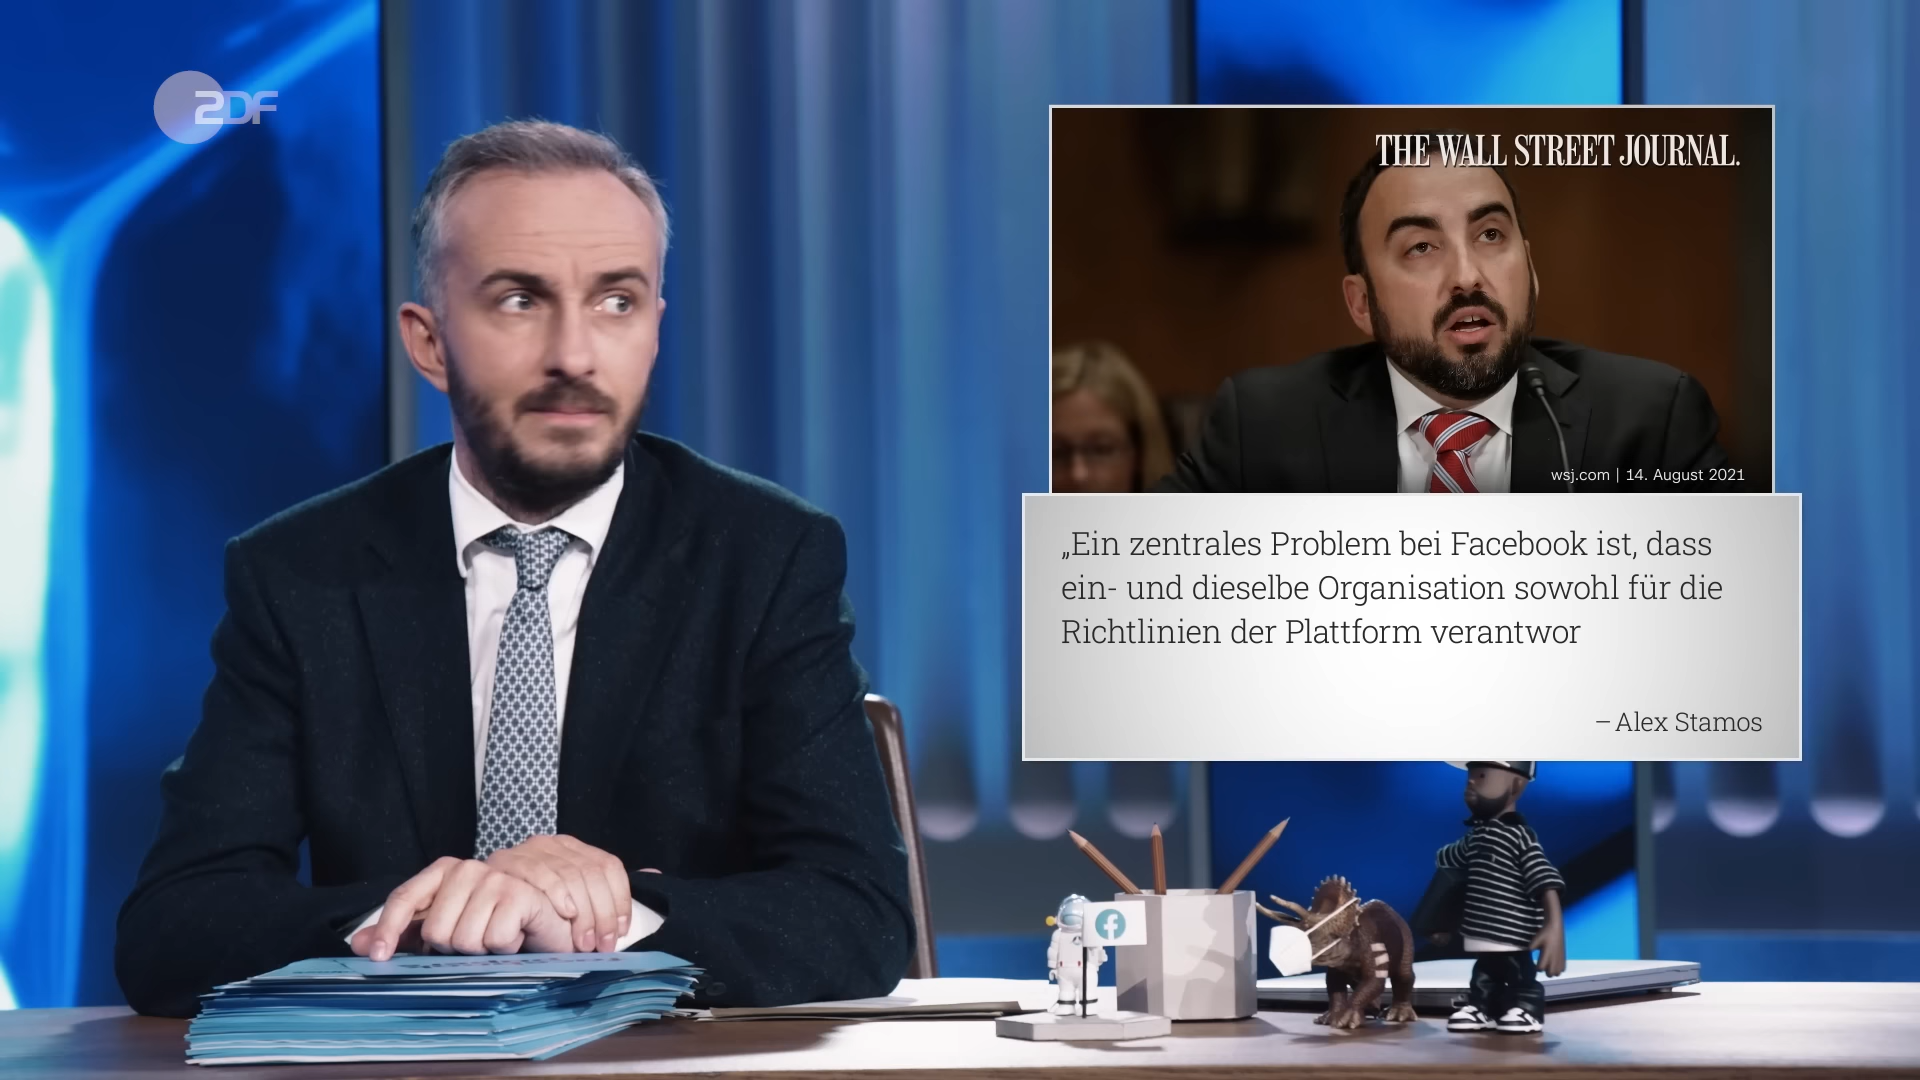 ZDF
THE WALL STREET JOURNAL.
wsj.com | 14. August 2021
„Ein zentrales Problem bei Facebook ist, dass
ein- und dieselbe Organisation sowohl für die
Richtlinien der Plattform verantwor
– Alex Stamos
f